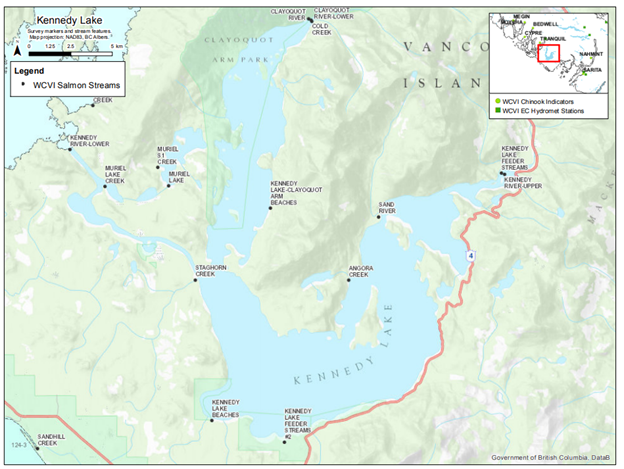 Kennedy Lake
Survey markers and stream features.
Map projection: NAD83, BC Albers.
0 1.25 2.5 5 km
Legend
WCVI Salmon Streams
CREEK
KENNEDY
RIVER-LOWER
MURIEL
LAKE
CREEK
MURIEL
S1
CREEK
MURIEL
LAKE
CLAYOQUOT
RIVER
CLAYOQUOT
RIVER-LOWER
COLD
CREEK
CLAYOQUOT
ARM PARK
VANCO
ISLAN
MEGIN
BEDWELL
CYPRE
TRANQUIL
NAHMINT
SARITA
WCVI Chinook Indicators
WCVI EC Hydromet Stations
KENNEDY
LAKE
FEEDER
STREAMS
KENNEDY
RIVER-UPPER
KENNEDY
LAKE-CLAYOQUOT
ARM
BEACHES
SAND
RIVER
MACK
4
STAGHORN
CREEK
ANGORA
CREEK
KENNEDY LAKE
KENNEDY
LAKE
BEACHES
KENNEDY
LAKE
FEEDER
STREAMS
#2
124-3
SANDHILL
CREEK
Government of British Columbia. DataB